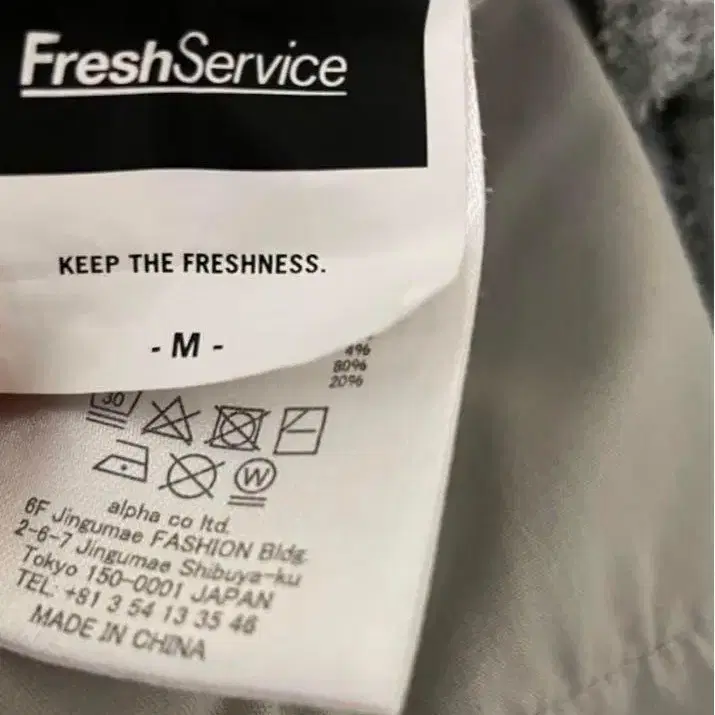 FreshService
KEEP THE FRESHNESS.
- M -
4%
80%
20%
30
W
alpha co ltd.
6F Jingumae FASHION Bldg.
2-6-7 Jingumae Shibuya-ku
Tokyo 150-0001 JAPAN
TEL: +81 3 54 13 35 46
MADE IN CHINA